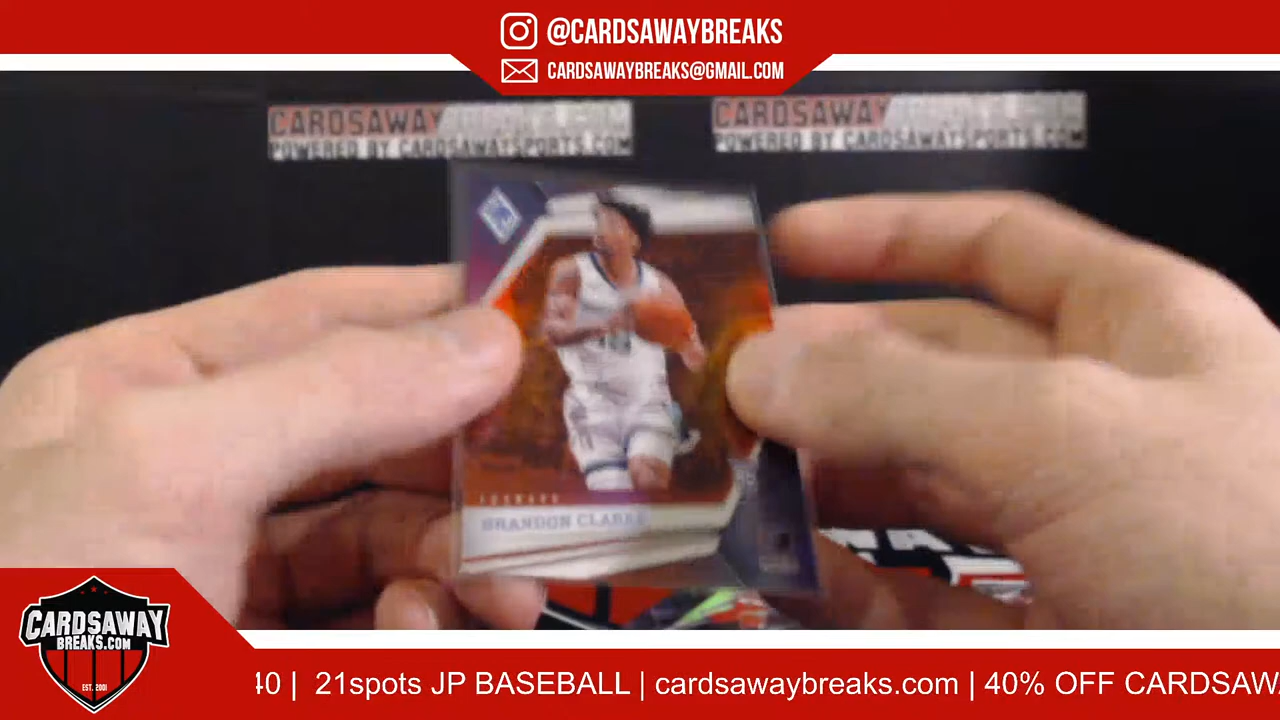 @CARDSAWAYBREAKS
CARDSAWAYBREAKS@GMAIL.COM
CARDSAWAY
POWERED BY CARDSAWAYSPORTS.COM
CARDSAWAY
POWERED BY CARDSAWAYSPORTS.COM
FORWARD
BRANDON CLARKE
CARDSAWAY
BREAKS.COM
EST. 2001
40 | 21spots JP BASEBALL | cardsawaybreaks.com | 40% OFF CARDSAWA